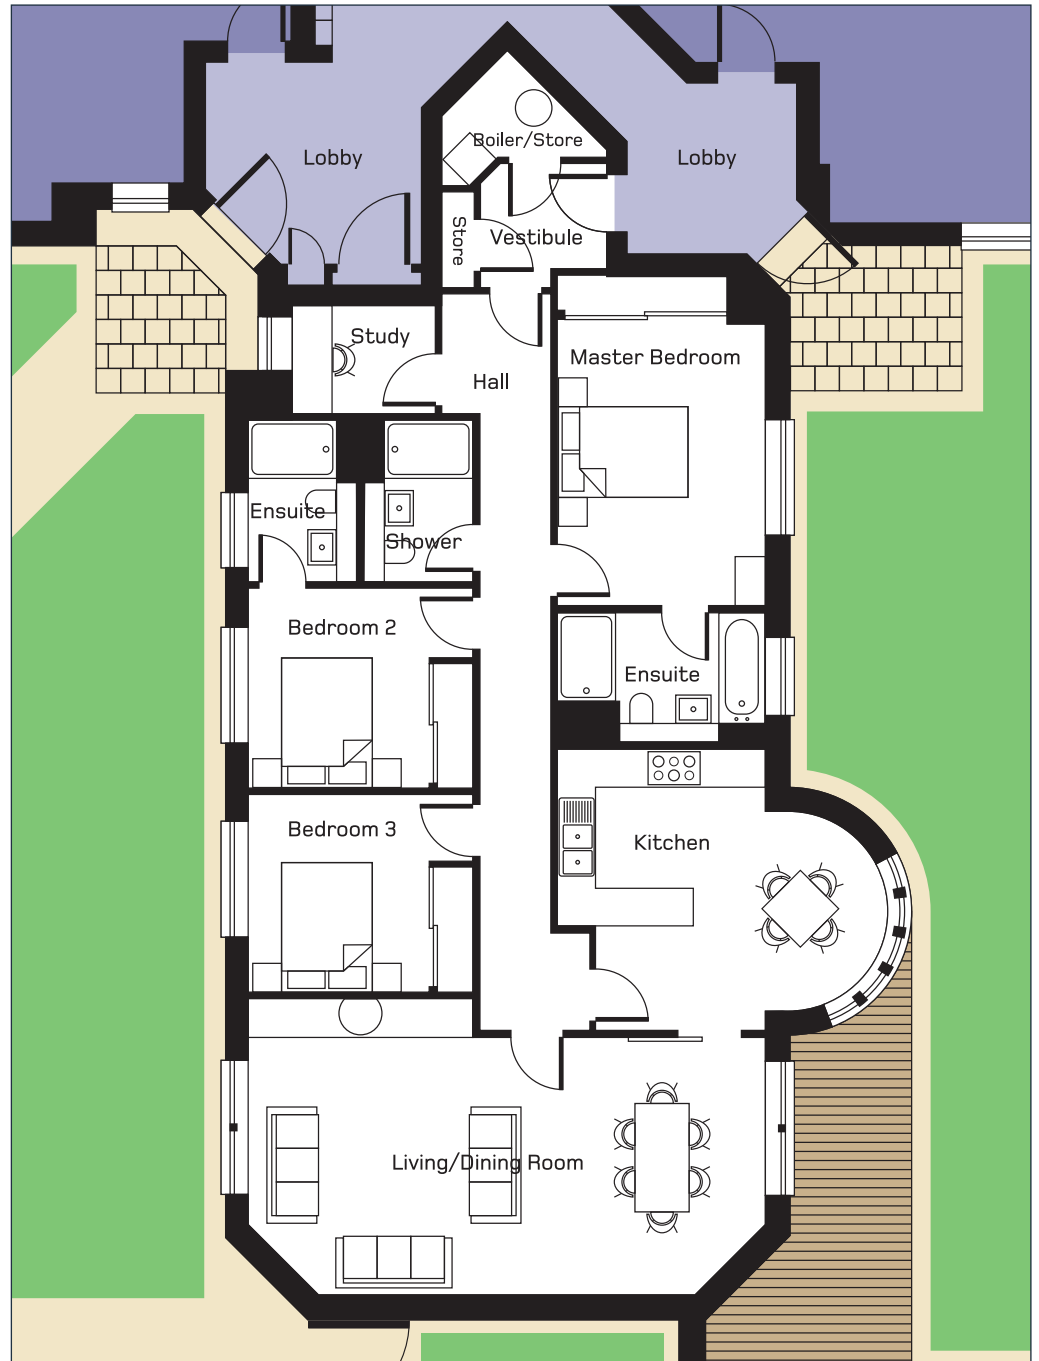 Boiler/Store
Lobby
Lobby
Store
Vestibule
Study
Master Bedroom
Hall
Ensuite
Shower
Bedroom 2
Ensuite
Bedroom 3
Kitchen
Living/Dining Room